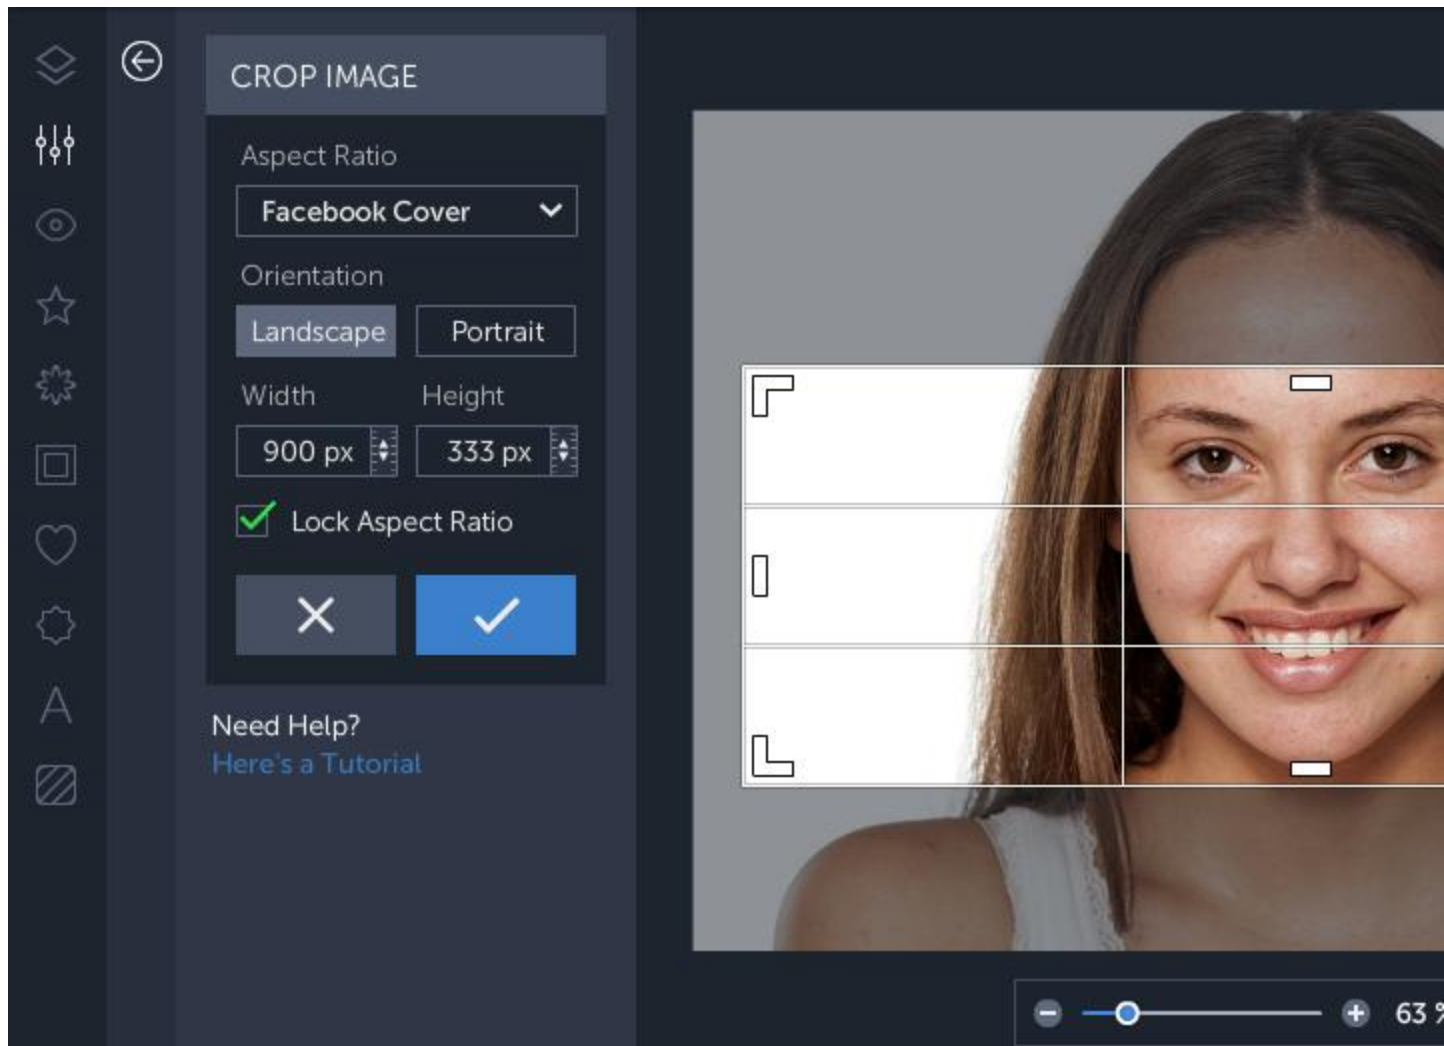 CROP IMAGE
Aspect Ratio
Facebook Cover
Orientation
Landscape Portrait
Width Height
900 px 333 px
Lock Aspect Ratio
Need Help?
Here's a Tutorial
A
63 %